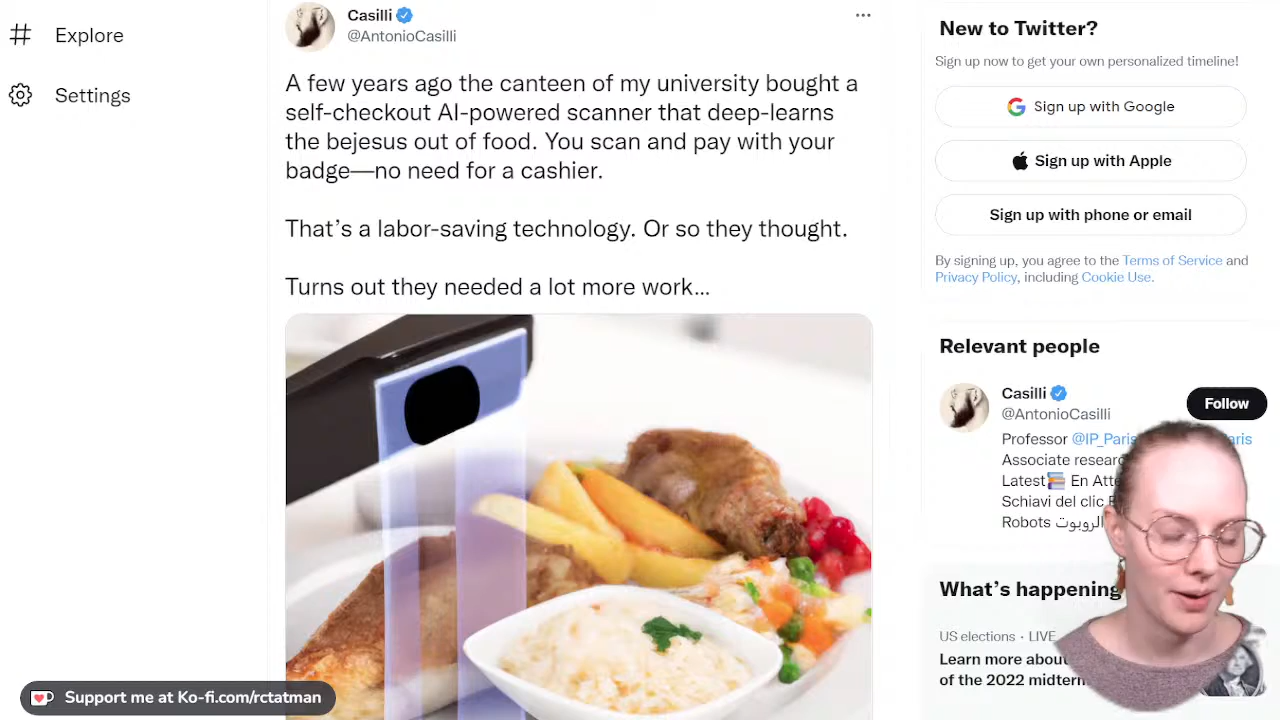 Explore
Settings
Casilli
@AntonioCasilli
A few years ago the canteen of my university bought a
self-checkout AI-powered scanner that deep-learns
the bejesus out of food. You scan and pay with your
badge—no need for a cashier.
That’s a labor-saving technology. Or so they thought.
Turns out they needed a lot more work...
New to Twitter?
Sign up now to get your own personalized timeline!
Sign up with Google
Sign up with Apple
Sign up with phone or email
By signing up, you agree to the Terms of Service and
Privacy Policy, including Cookie Use.
Relevant people
Casilli
@AntonioCasilli
Follow
Professor @IP_Paris
Associate
Latest En
Schiavi del clic
Robots الروبوت
What’s happening
US elections · LIVE
Learn more
of the 2022
Support me at Ko-fi.com/rctatman